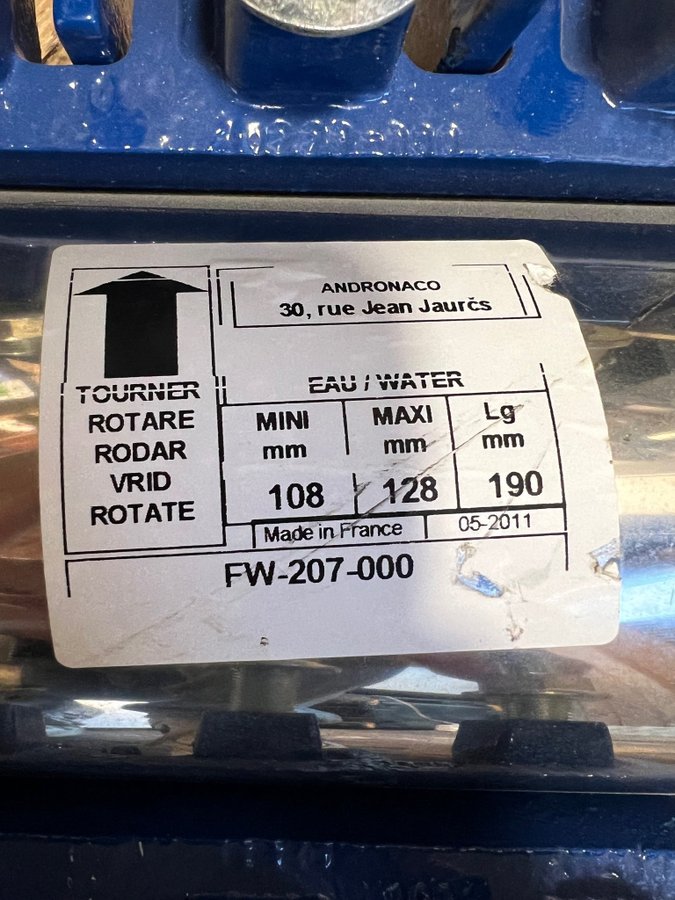 ANDRONACO
30, rue Jean Jaurčs
TOURNER
ROTARE
RODAR
VRID
ROTATE
EAU / WATER
MINI MAXI Lg
mm mm mm
108 128 190
Made in France 05-2011
FW-207-000